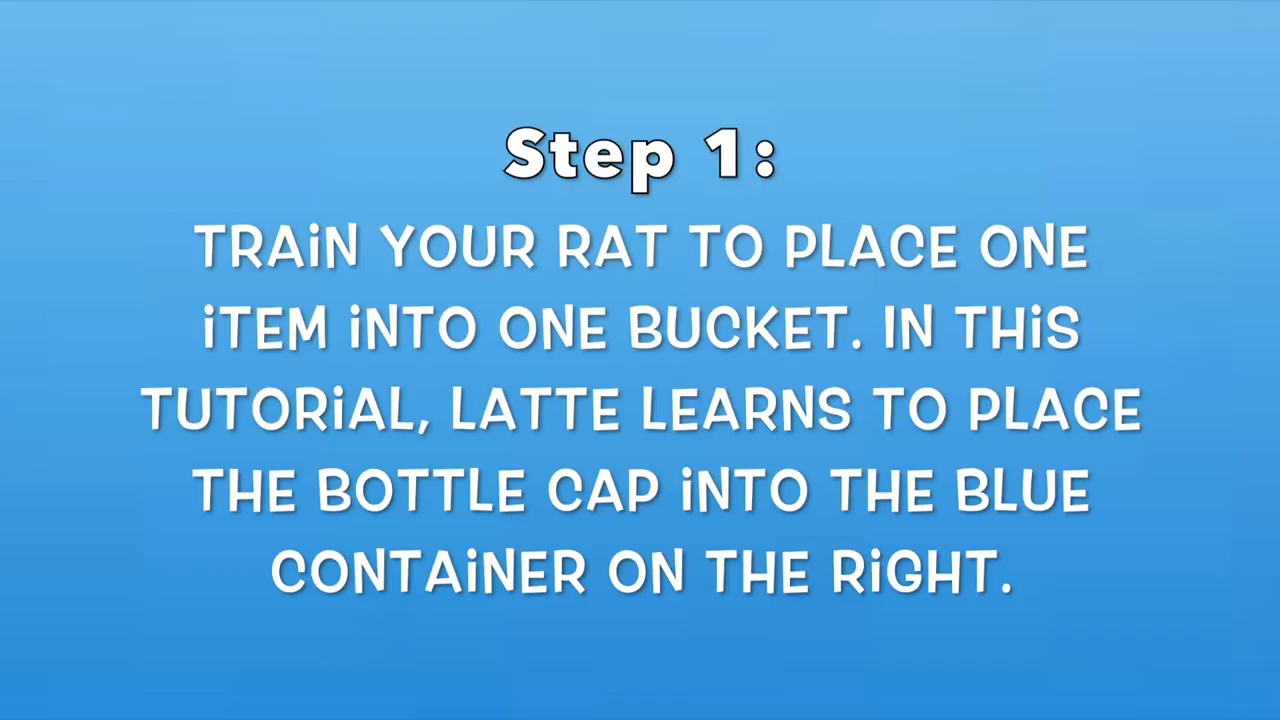 Step 1:
TRAiN YOUR RAT TO PLACE ONE
iTEM iNTO ONE BUCKET. IN THiS
TUTORiAL, LATTE LEARNS TO PLACE
THE BOTTLE CAP iNTO THE BLUE
CONTAiNER ON THE RiGHT.